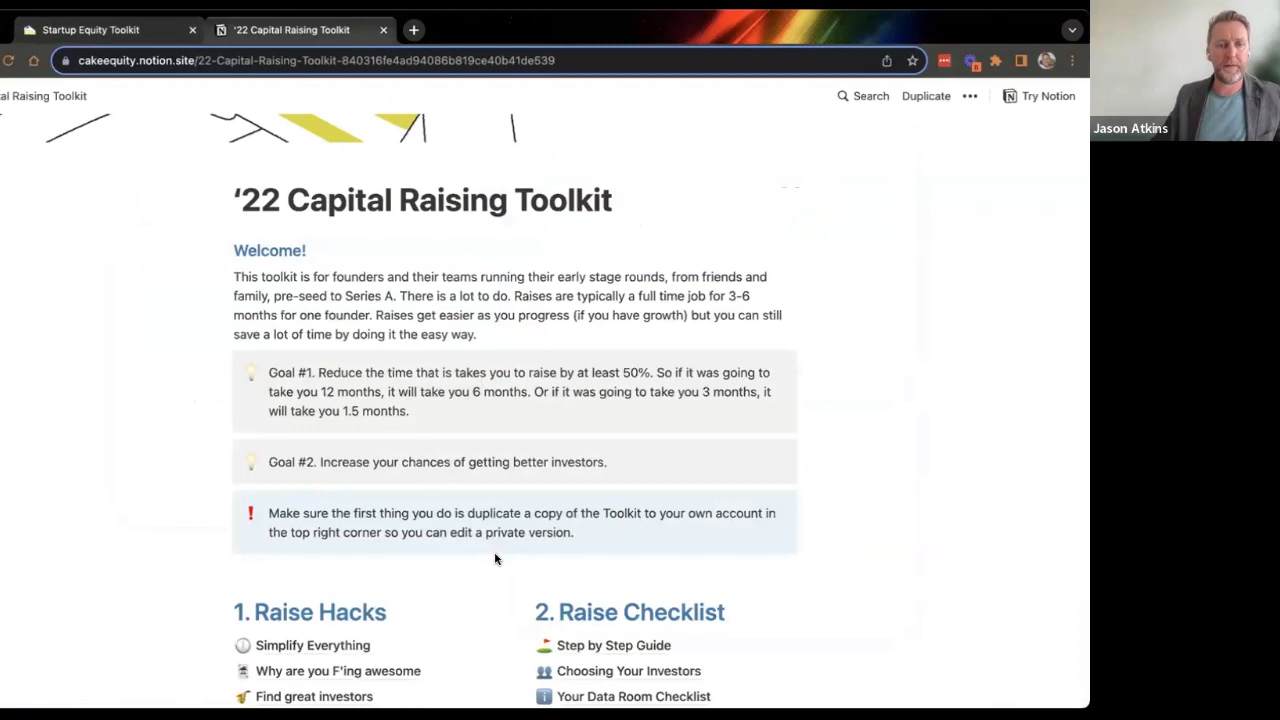 Startup Equity Toolkit
'22 Capital Raising Toolkit
cakeequity.notion.site/22-Capital-Raising-Toolkit-840316fe4ad94086b819ce40b41de539
al Raising Toolkit
Search
Duplicate
Try Notion
Jason Atkins
‘22 Capital Raising Toolkit
Welcome!
This toolkit is for founders and their teams running their early stage rounds, from friends and
family, pre-seed to Series A. There is a lot to do. Raises are typically a full time job for 3-6
months for one founder. Raises get easier as you progress (if you have growth) but you can still
save a lot of time by doing it the easy way.
Goal #1. Reduce the time that is takes you to raise by at least 50%. So if it was going to
take you 12 months, it will take you 6 months. Or if it was going to take you 3 months, it
will take you 1.5 months.
Goal #2. Increase your chances of getting better investors.
Make sure the first thing you do is duplicate a copy of the Toolkit to your own account in
the top right corner so you can edit a private version.
1. Raise Hacks
Simplify Everything
Why are you F'ing awesome
Find great investors
2. Raise Checklist
Step by Step Guide
Choosing Your Investors
Your Data Room Checklist